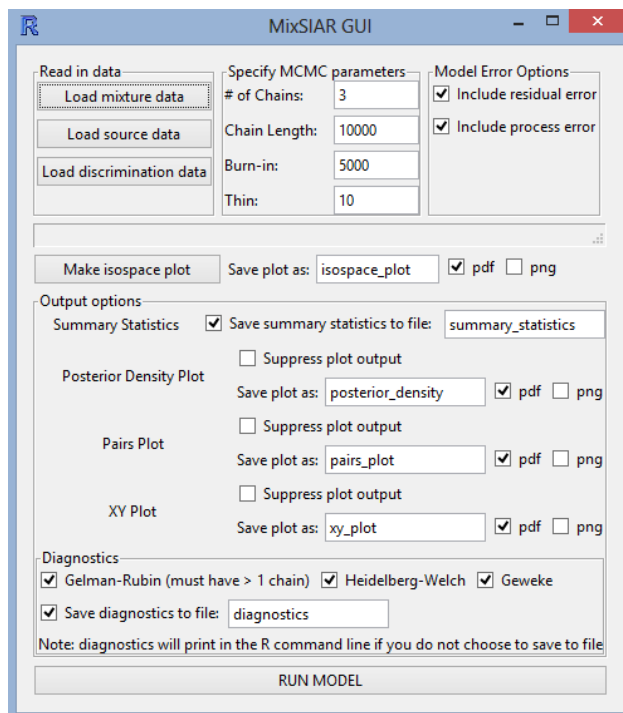 MixSIAR GUI
Read in data
Load mixture data
Load source data
Load discrimination data
Specify MCMC parameters
# of Chains: 3
Chain Length: 10000
Burn-in: 5000
Thin: 10
Model Error Options
Include residual error
Include process error
Make isospace plot Save plot as: isospace_plot pdf png
Output options
Summary Statistics Save summary statistics to file: summary_statistics
Suppress plot output
Posterior Density Plot
Save plot as: posterior_density pdf png
Suppress plot output
Pairs Plot
Save plot as: pairs_plot pdf png
Suppress plot output
XY Plot
Save plot as: xy_plot pdf png
Diagnostics
Gelman-Rubin (must have > 1 chain) Heidelberg-Welch Geweke
Save diagnostics to file: diagnostics
Note: diagnostics will print in the R command line if you do not choose to save to file
RUN MODEL